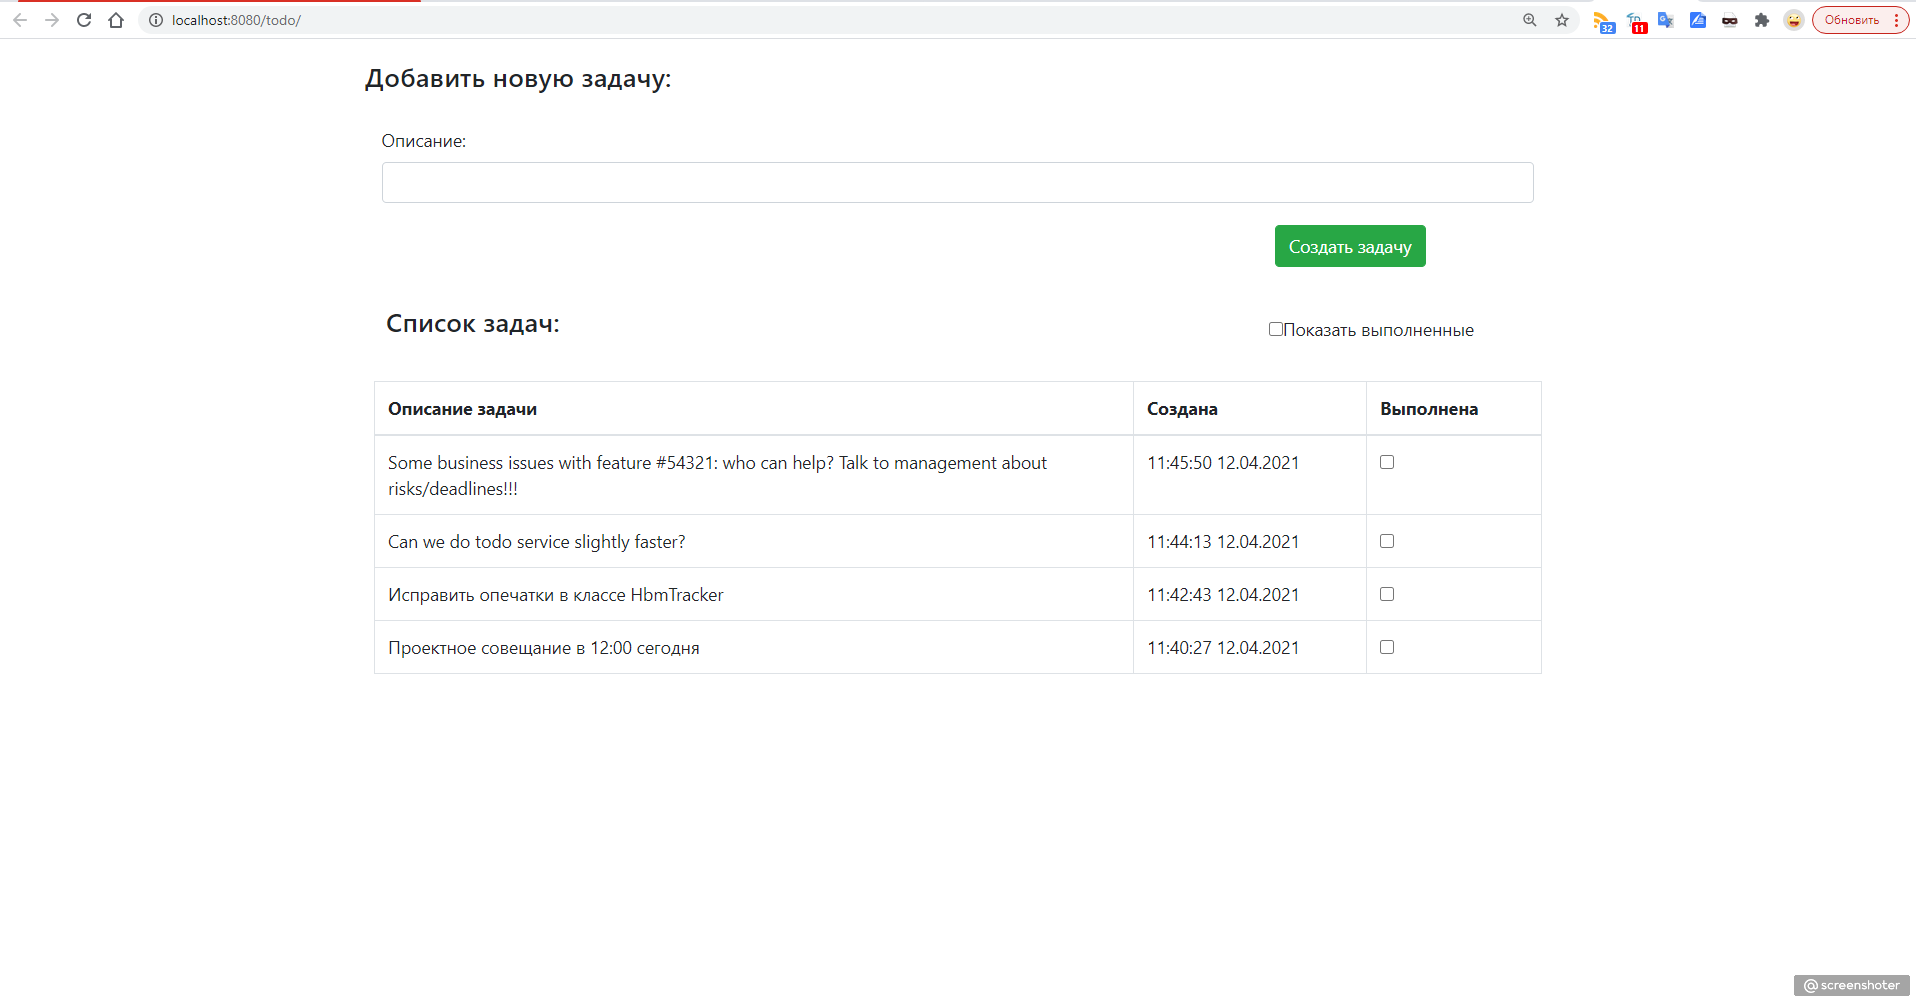 localhost:8080/todo/
32
11
Обновить
Добавить новую задачу:
Описание:
Создать задачу
Список задач:
Показать выполненные
Описание задачи Создана Выполнена
Some business issues with feature #54321: who can help? Talk to management about 11:45:50 12.04.2021
risks/deadlines!!!
Can we do todo service slightly faster? 11:44:13 12.04.2021
Исправить опечатки в классе HbmTracker 11:42:43 12.04.2021
Проектное совещание в 12:00 сегодня 11:40:27 12.04.2021
@screenshoter